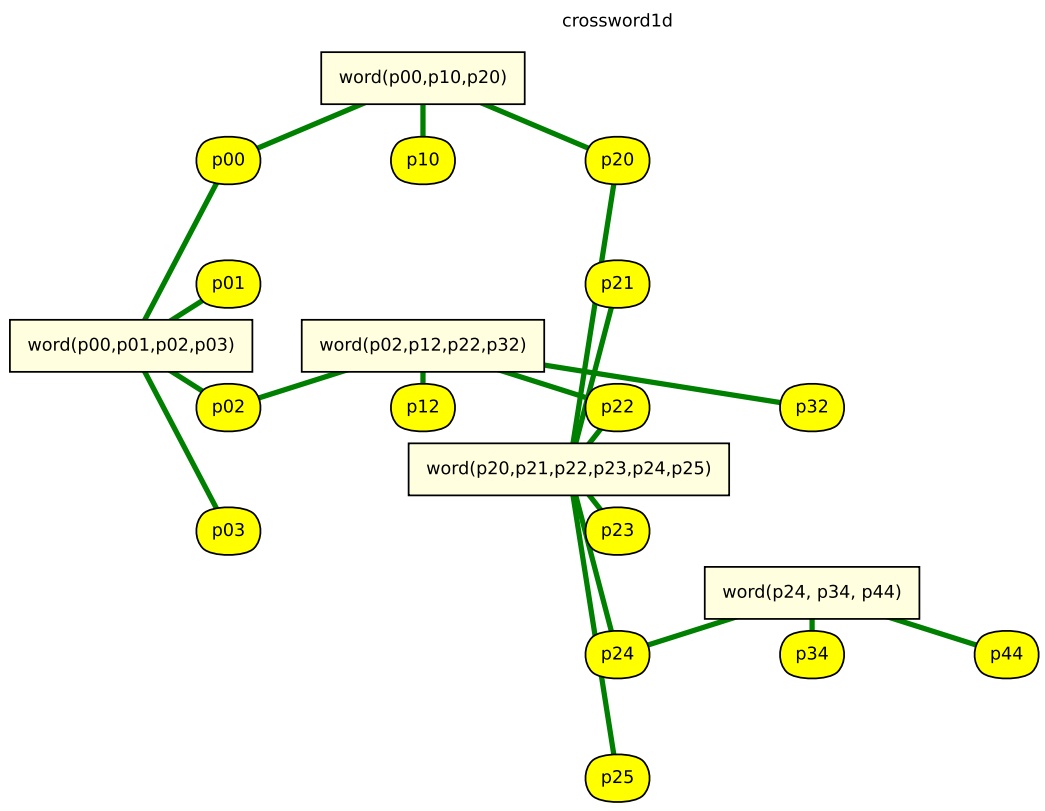 crossword1d
word(p00,p10,p20)
p00
p10
p20
p01
p21
word(p00,p01,p02,p03)
word(p02,p12,p22,p32)
p02
p12
p22
p32
word(p20,p21,p22,p23,p24,p25)
p03
p23
word(p24, p34, p44)
p24
p34
p44
p25